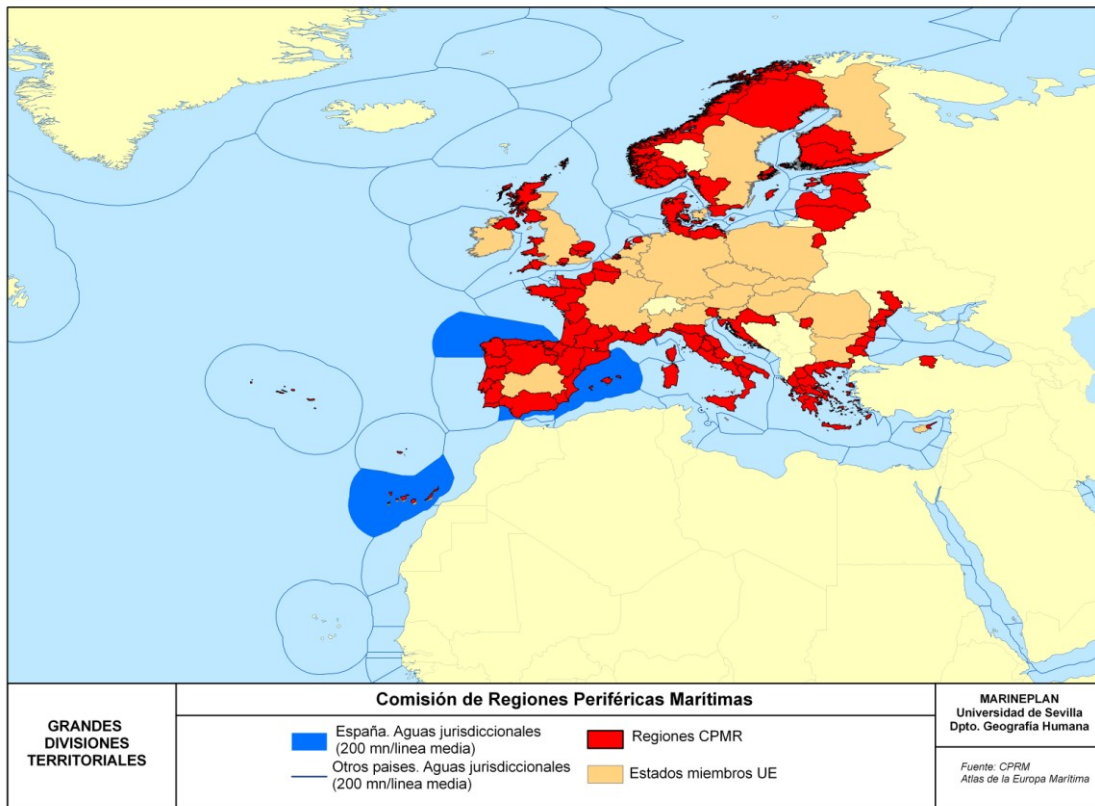 GRANDES
DIVISIONES
TERRITORIALES
Comisión de Regiones Periféricas Marítimas
España. Aguas jurisdiccionales
(200 mn/linea media)
Otros paises. Aguas jurisdiccionales
(200 mn/linea media)
Regiones CPMR
Estados miembros UE
MARINEPLAN
Universidad de Sevilla
Dpto. Geografía Humana
Fuente: CPRM
Atlas de la Europa Marítima